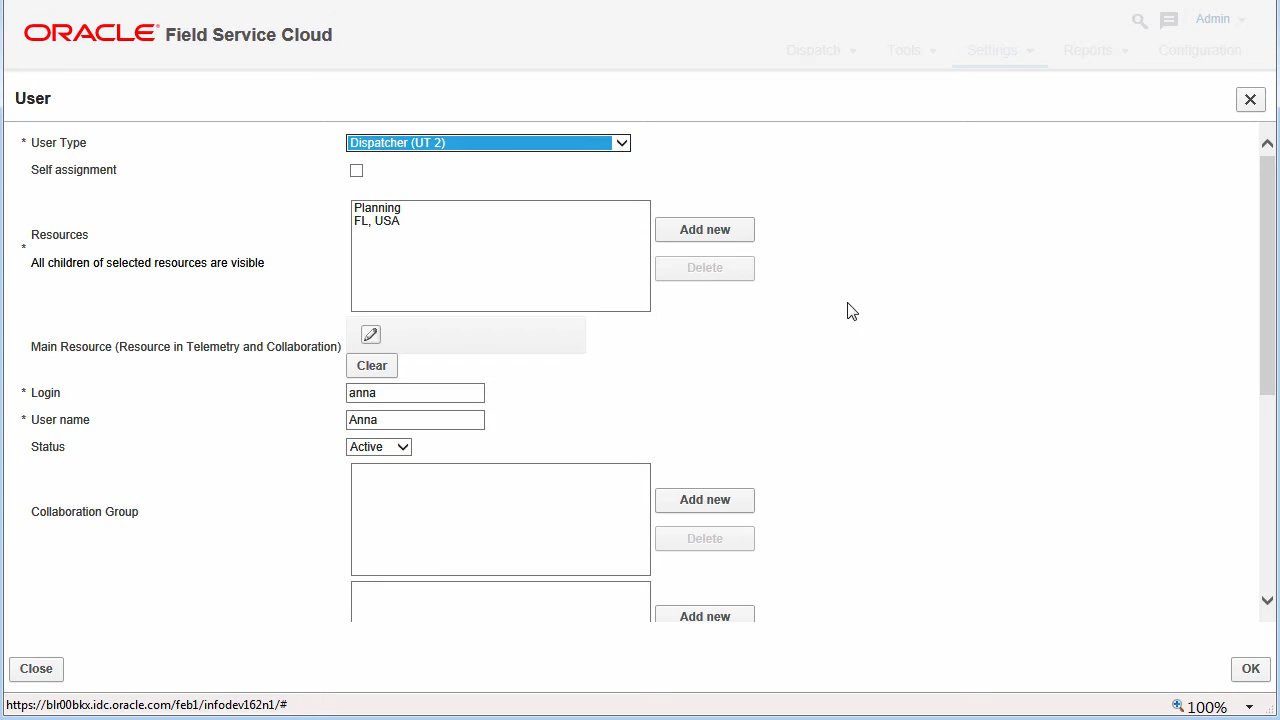 ORACLE® Field Service Cloud
Admin
Dispatch Tools Settings Reports Configuration
User
* User Type Dispatcher (UT 2)
Self assignment
Planning
FL, USA
Resources Add new
*
All children of selected resources are visible Delete
Main Resource (Resource in Telemetry and Collaboration)
Clear
* Login anna
* User name Anna
Status Active
Collaboration Group Add new
Delete
Add new
Close OK
https://blr00bkx.idc.oracle.com/feb1/infodev162n1/# 100%